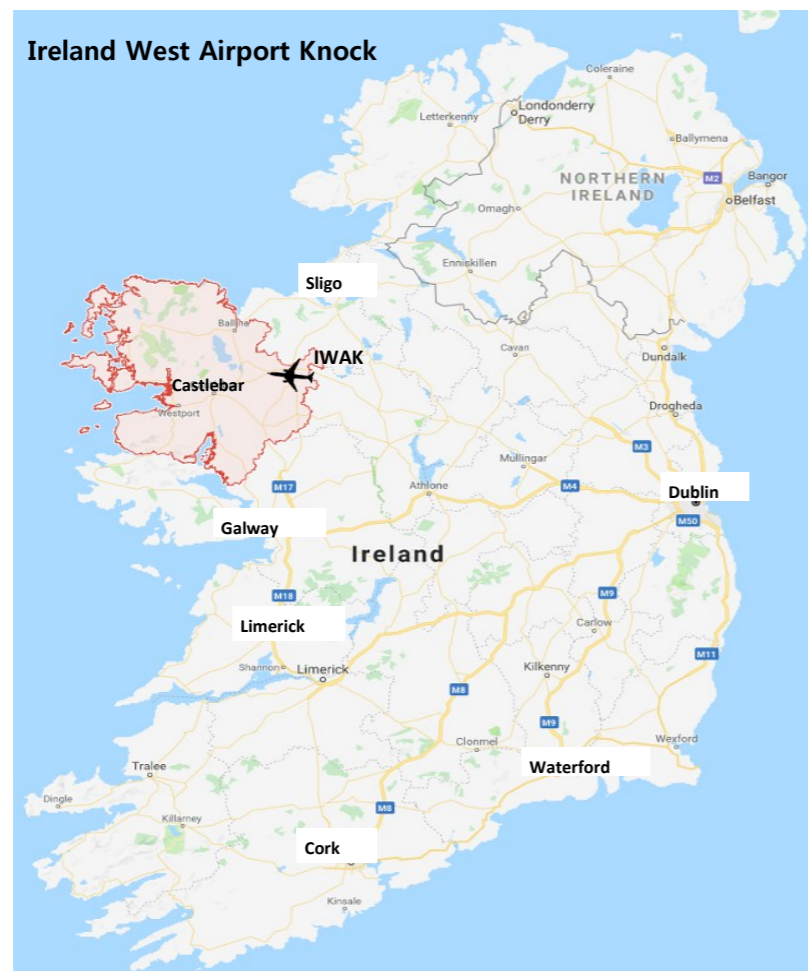 Ireland West Airport Knock
Coleraine
Londonderry
Derry
Letterkenny
Ballymena
NORTHERN
IRELAND
M2
Bangor
Belfast
Omagh
Enniskillen
Sligo
Ballina
IWAK
Cavan
Dundalk
Castlebar
Westport
Drogheda
M3
Mullingar
M17
Athlone
M4
Dublin
M50
Galway
Ireland
M18
M9
Limerick
Carlow
M11
Shannon
Limerick
Kilkenny
M8
M9
Clonmel
Wexford
Tralee
Waterford
Dingle
M8
Killarney
Cork
Kinsale